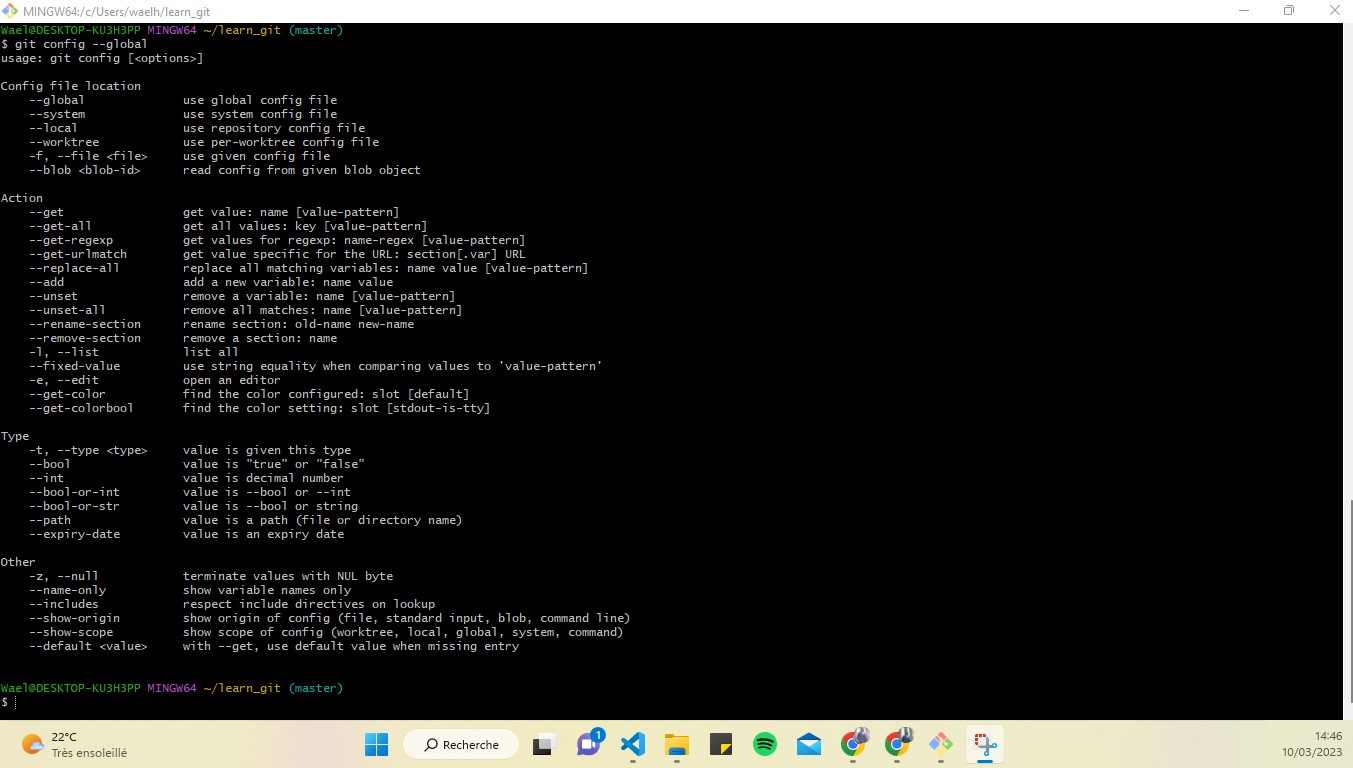 MINGW64:/c/Users/waelh/learn_git
Wael@DESKTOP-KU3H3PP MINGW64 ~/learn_git (master)
$ git config --global
usage: git config [<options>]
Config file location
--global use global config file
--system use system config file
--local use repository config file
--worktree use per-worktree config file
-f, --file <file> use given config file
--blob <blob-id> read config from given blob object
Action
--get get value: name [value-pattern]
--get-all get all values: key [value-pattern]
--get-regexp get values for regexp: name-regex [value-pattern]
--get-urlmatch get value specific for the URL: section[.var] URL
--replace-all replace all matching variables: name value [value-pattern]
--add add a new variable: name value
--unset remove a variable: name [value-pattern]
--unset-all remove all matches: name [value-pattern]
--rename-section rename section: old-name new-name
--remove-section remove a section: name
-l, --list list all
--fixed-value use string equality when comparing values to 'value-pattern'
-e, --edit open an editor
--get-color find the color configured: slot [default]
--get-colorbool find the color setting: slot [stdout-is-tty]
Type
-t, --type <type> value is given this type
--bool value is "true" or "false"
--int value is decimal number
--bool-or-int value is --bool or --int
--bool-or-str value is --bool or string
--path value is a path (file or directory name)
--expiry-date value is an expiry date
Other
-z, --null terminate values with NUL byte
--name-only show variable names only
--includes respect include directives on lookup
--show-origin show origin of config (file, standard input, blob, command line)
--show-scope show scope of config (worktree, local, global, system, command)
--default <value> with --get, use default value when missing entry
Wael@DESKTOP-KU3H3PP MINGW64 ~/learn_git (master)
$
22°C
Très ensoleillé
Recherche
1
14:46
10/03/2023